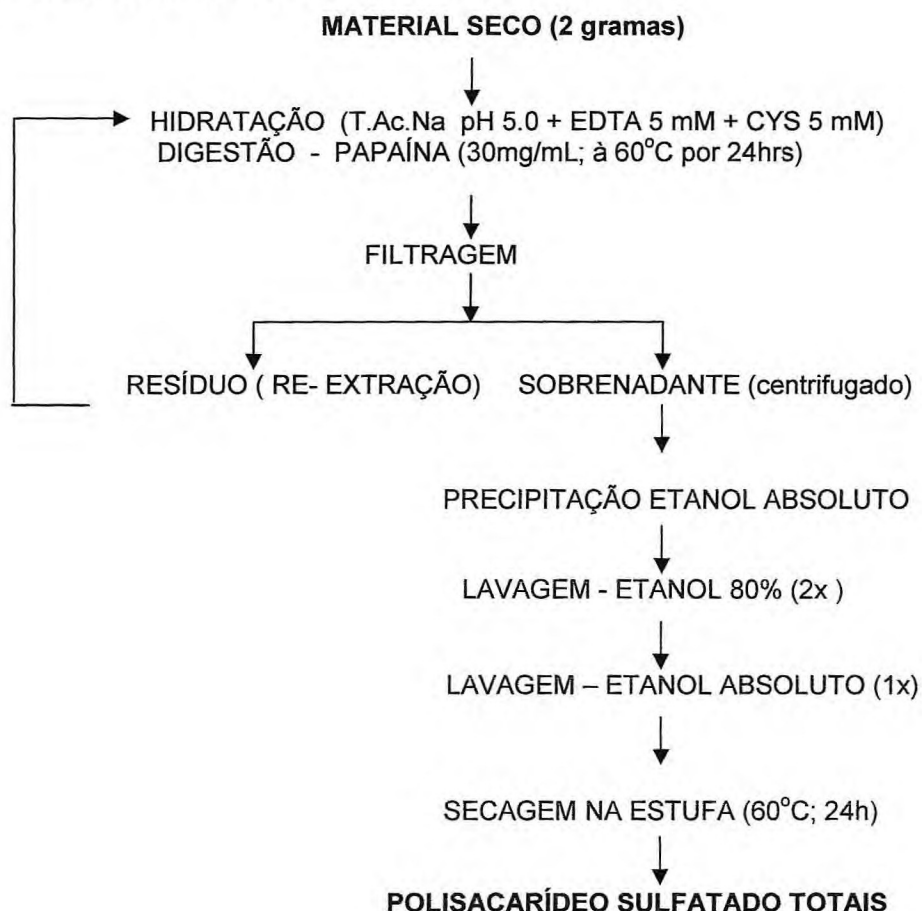 MATERIAL SECO (2 gramas)
HIDRATAÇÃO (T.Ac.Na pH 5.0 + EDTA 5 mM + CYS 5 mM)
DIGESTÃO - PAPAÍNA (30mg/mL; à 60°C por 24hrs)
FILTRAGEM
RESÍDUO ( RE- EXTRAÇÃO) SOBRENADANTE (centrifugado)
PRECIPITAÇÃO ETANOL ABSOLUTO
LAVAGEM - ETANOL 80% (2x )
LAVAGEM – ETANOL ABSOLUTO (1x)
SECAGEM NA ESTUFA (60°C; 24h)
POLISACARÍDEO SULFATADO TOTAIS